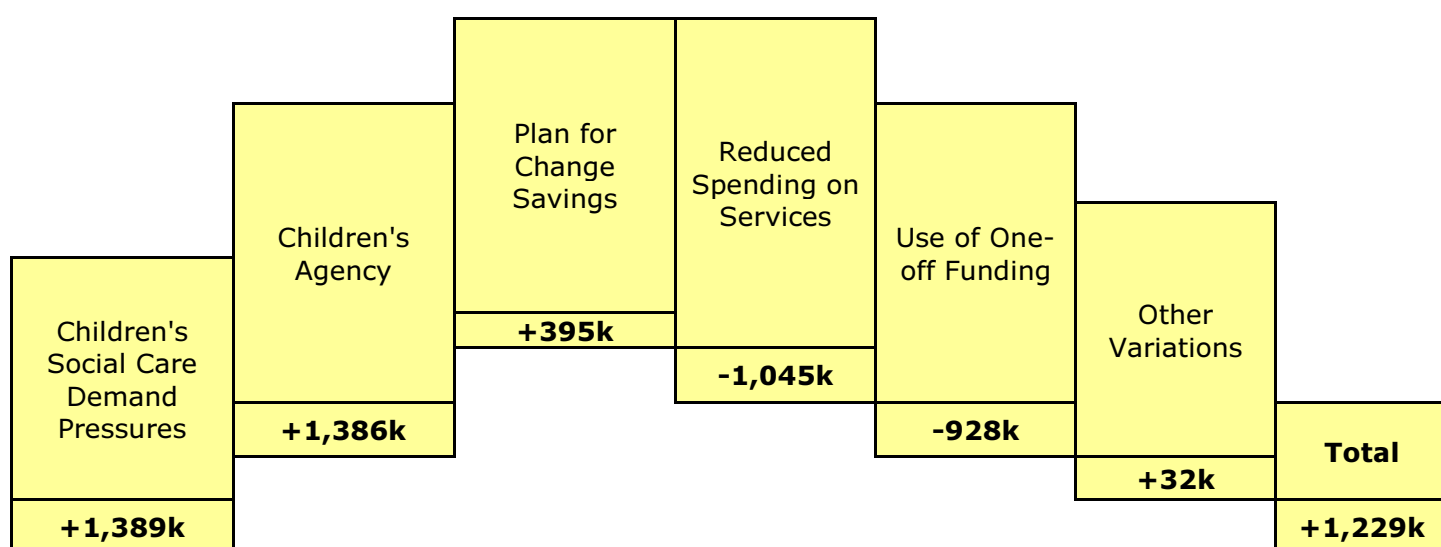 Children's
Social Care
Demand
Pressures
+1,389k
Children's
Agency
+1,386k
Plan for
Change
Savings
+395k
Reduced
Spending on
Services
-1,045k
Use of One-
off Funding
-928k
Other
Variations
+32k
Total
+1,229k